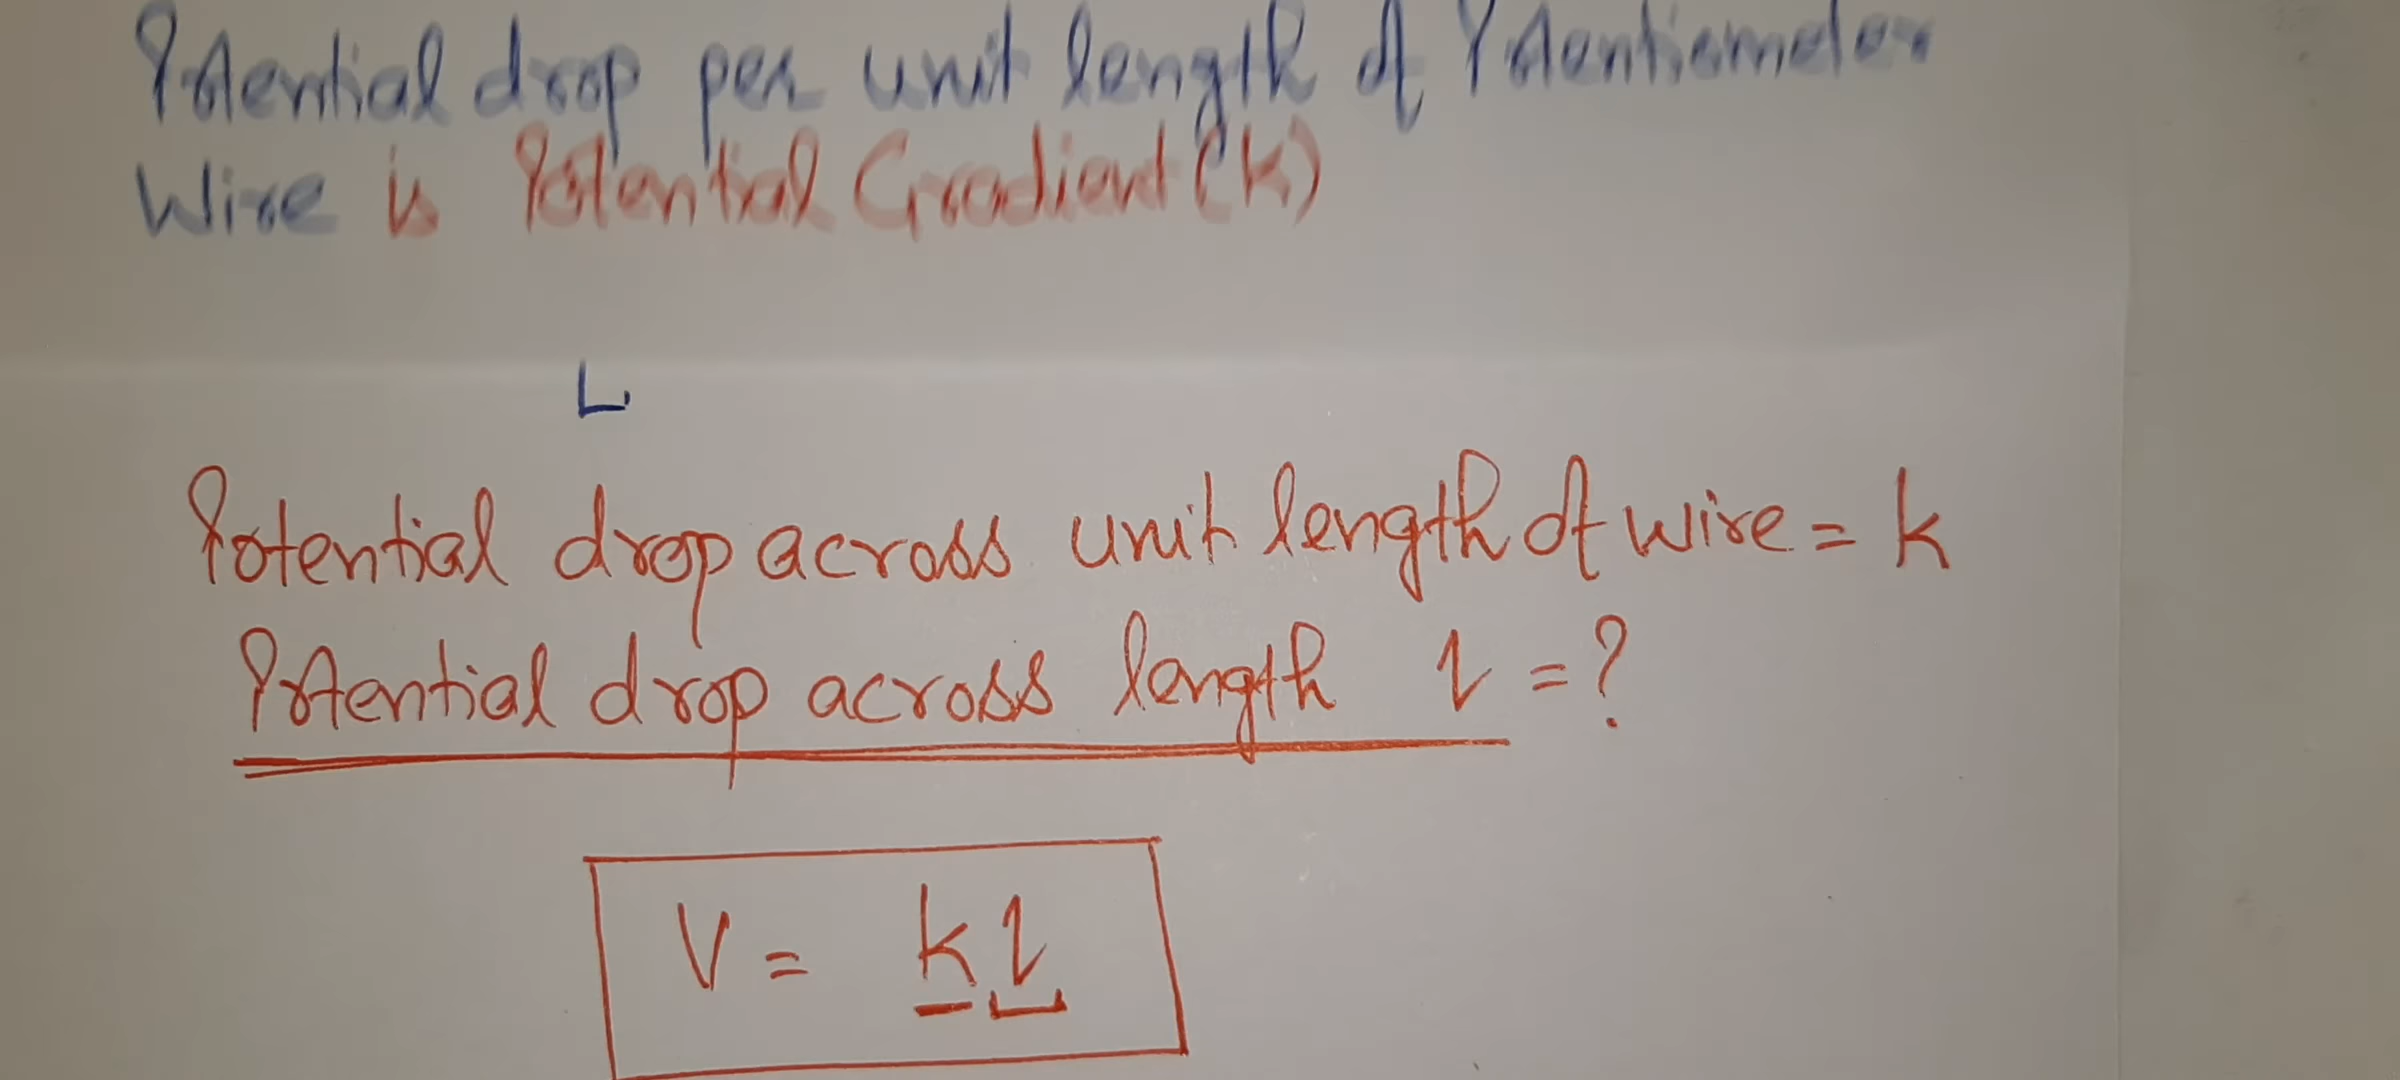 Potential drop per unit length of Potentiometer
Wire is Potential Gradient (K)
L
Potential drop across unit length of wire = k
Potential drop across length l = ?
V = kl